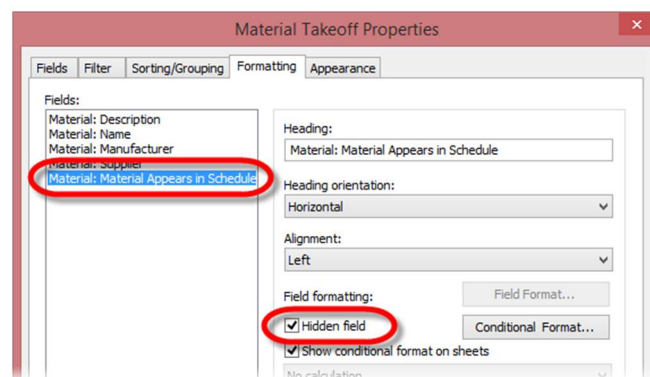 Material Takeoff Properties
Fields Filter Sorting/Grouping Formatting Appearance
Fields:
Material: Description
Material: Name
Material: Manufacturer
Material: Supplier
Material: Material Appears in Schedule
Heading:
Material: Material Appears in Schedule
Heading orientation:
Horizontal
Alignment:
Left
Field formatting:
Field Format...
Hidden field
Conditional Format...
Show conditional format on sheets
No calculation